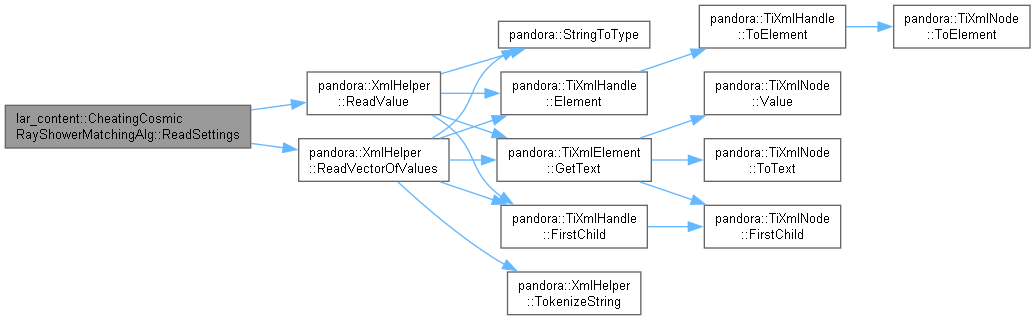 lar_content::CheatingCosmic
RayShowerMatchingAlg::ReadSettings
pandora::XmlHelper
::ReadValue
pandora::XmlHelper
::ReadVectorOfValues
pandora::StringToType
pandora::TiXmlHandle
::Element
pandora::TiXmlElement
::GetText
pandora::TiXmlHandle
::FirstChild
pandora::XmlHelper
::TokenizeString
pandora::TiXmlHandle
::ToElement
pandora::TiXmlNode
::Value
pandora::TiXmlNode
::ToText
pandora::TiXmlNode
::FirstChild
pandora::TiXmlNode
::ToElement